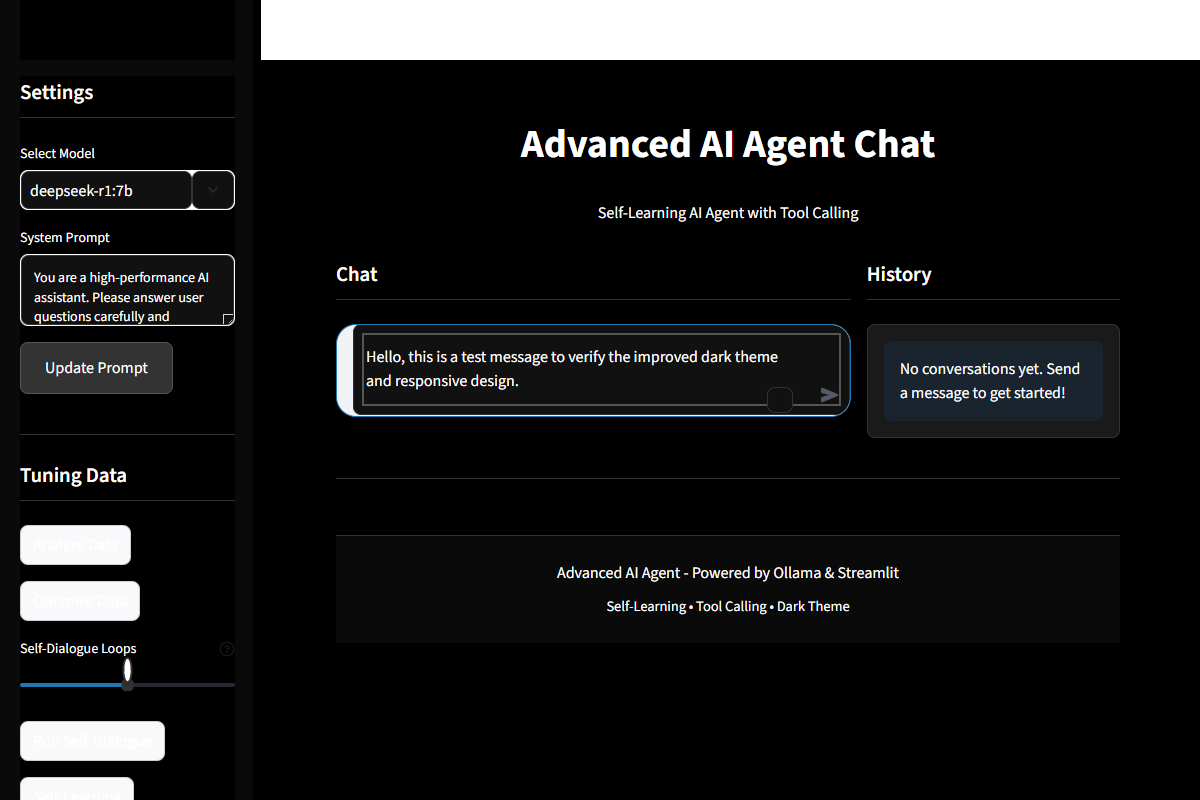 Settings
Select Model
deepseek-r1:7b
System Prompt
You are a high-performance AI
assistant. Please answer user
questions carefully and
Update Prompt
Tuning Data
Analyze Data
Optimize Data
Self-Dialogue Loops
Run Self-Dialogue
Self-Learning
Advanced AI Agent Chat
Self-Learning AI Agent with Tool Calling
Chat
Hello, this is a test message to verify the improved dark theme
and responsive design.
History
No conversations yet. Send
a message to get started!
Advanced AI Agent - Powered by Ollama & Streamlit
Self-Learning • Tool Calling • Dark Theme